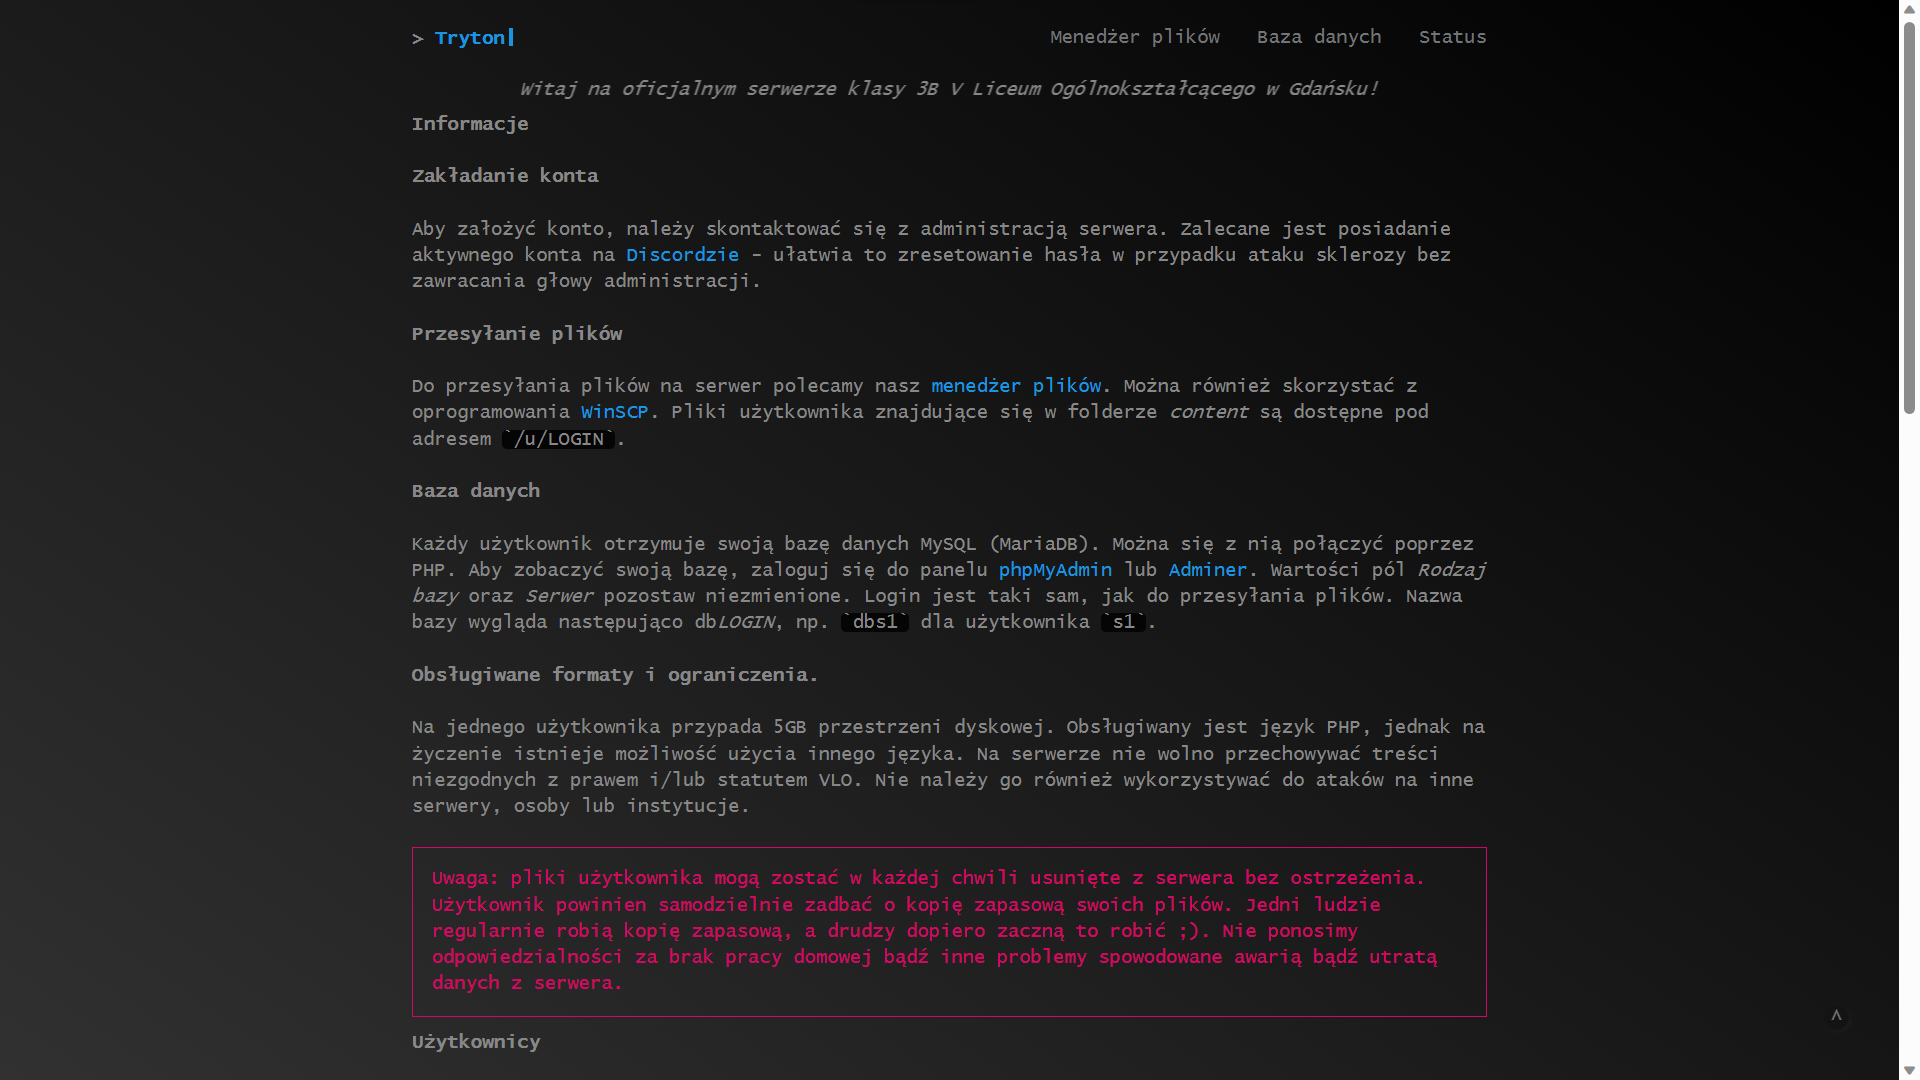 > Tryton
Menedżer plików Baza danych Status
Witaj na oficjalnym serwerze klasy 3B V Liceum Ogólnokształcącego w Gdańsku!
Informacje
Zakładanie konta
Aby założyć konto, należy skontaktować się z administracją serwera. Zalecane jest posiadanie
aktywnego konta na Discordzie – ułatwia to zresetowanie hasła w przypadku ataku sklerozy bez
zawracania głowy administracji.
Przesyłanie plików
Do przesyłania plików na serwer polecamy nasz menedżer plików. Można również skorzystać z
oprogramowania WinSCP. Pliki użytkownika znajdujące się w folderze content są dostępne pod
adresem `/u/LOGIN`.
Baza danych
Każdy użytkownik otrzymuje swoją bazę danych MySQL (MariaDB). Można się z nią połączyć poprzez
PHP. Aby zobaczyć swoją bazę, zaloguj się do panelu phpMyAdmin lub Adminer. Wartości pól Rodzaj
bazy oraz Serwer pozostaw niezmienione. Login jest taki sam, jak do przesyłania plików. Nazwa
bazy wygląda następująco dbLOGIN, np. `dbs1` dla użytkownika `s1`.
Obsługiwane formaty i ograniczenia.
Na jednego użytkownika przypada 5GB przestrzeni dyskowej. Obsługiwany jest język PHP, jednak na
życzenie istnieje możliwość użycia innego języka. Na serwerze nie wolno przechowywać treści
niezgodnych z prawem i/lub statutem VLO. Nie należy go również wykorzystywać do ataków na inne
serwery, osoby lub instytucje.
Uwaga: pliki użytkownika mogą zostać w każdej chwili usunięte z serwera bez ostrzeżenia.
Użytkownik powinien samodzielnie zadbać o kopię zapasową swoich plików. Jedni ludzie
regularnie robią kopię zapasową, a drudzy dopiero zaczną to robić ;). Nie ponosimy
odpowiedzialności za brak pracy domowej bądź inne problemy spowodowane awarią bądź utratą
danych z serwera.
^
Użytkownicy